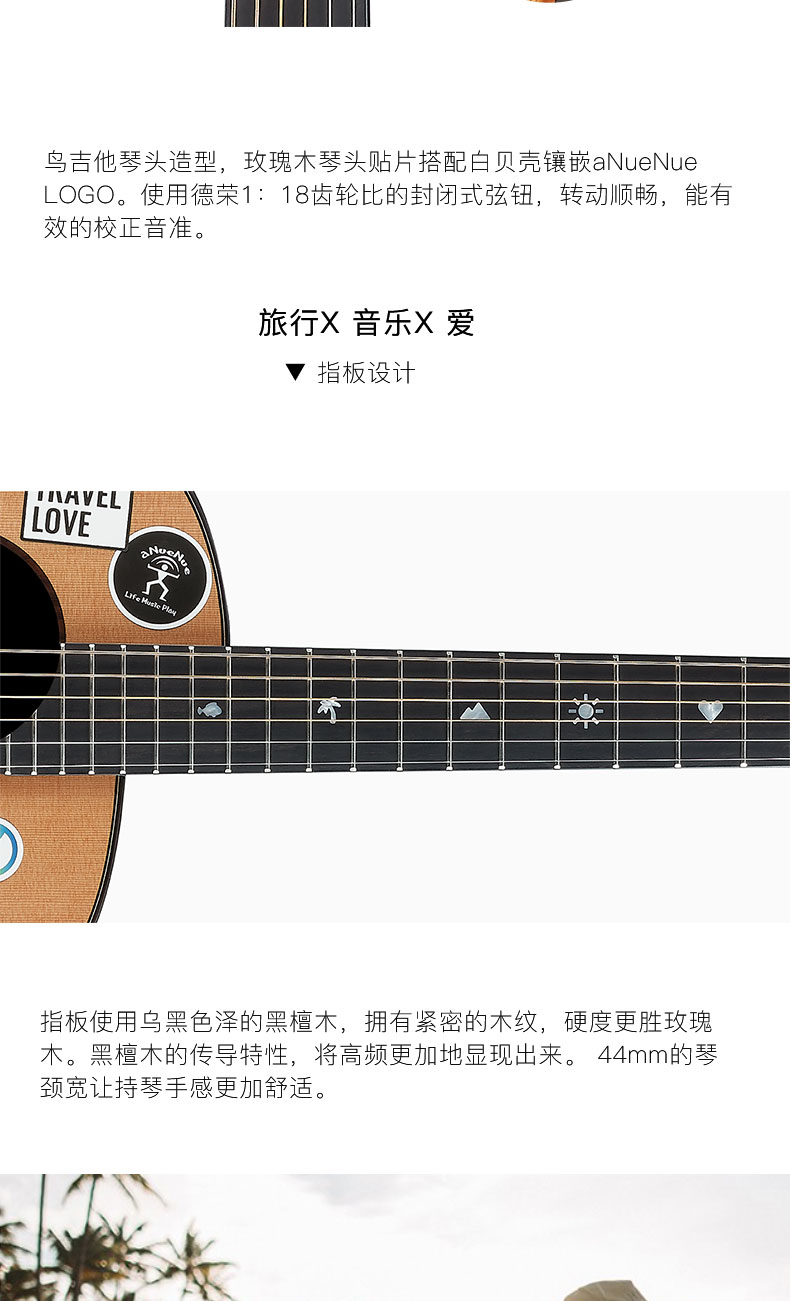 鸟吉他琴头造型，玫瑰木琴头贴片搭配白贝壳镶嵌aNueNue
LOGO。使用德荣1：18齿轮比的封闭式弦钮，转动顺畅，能有
效的校正音准。
旅行X 音乐X 爱
▼ 指板设计
TRAVEL
LOVE
aNueNue
Life Music Play
指板使用乌黑色泽的黑檀木，拥有紧密的木纹，硬度更胜玫瑰
木。黑檀木的传导特性，将高频更加地显现出来。 44mm的琴
颈宽让持琴手感更加舒适。